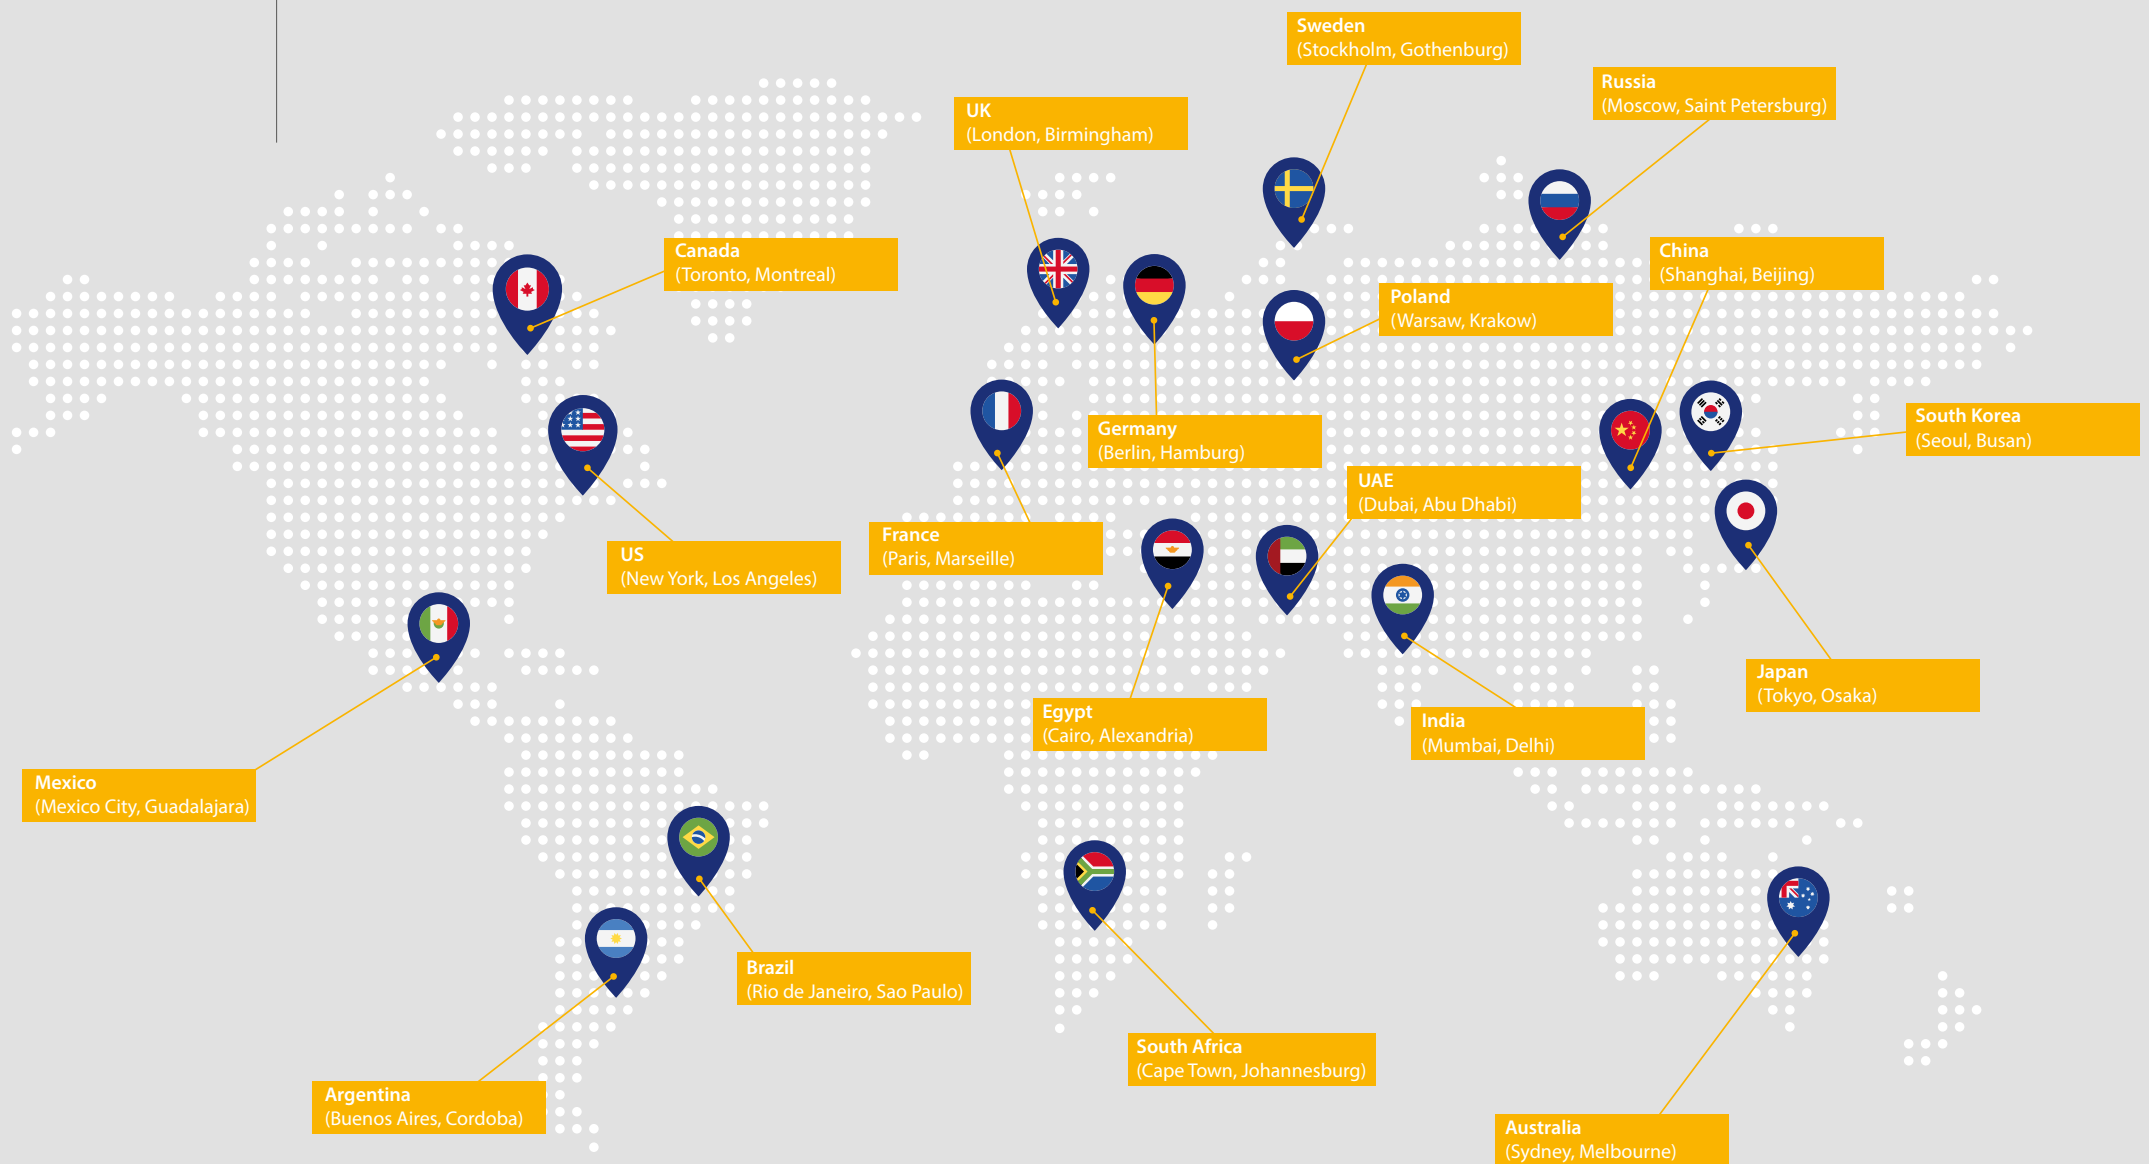 Sweden
(Stockholm, Gothenburg)
Russia
(Moscow, Saint Petersburg)
UK
(London, Birmingham)
Canada
(Toronto, Montreal)
China
(Shanghai, Beijing)
Poland
(Warsaw, Krakow)
South Korea
(Seoul, Busan)
Germany
(Berlin, Hamburg)
UAE
(Dubai, Abu Dhabi)
France
(Paris, Marseille)
US
(New York, Los Angeles)
Japan
(Tokyo, Osaka)
Egypt
(Cairo, Alexandria)
India
(Mumbai, Delhi)
Mexico
(Mexico City, Guadalajara)
Brazil
(Rio de Janeiro, Sao Paulo)
South Africa
(Cape Town, Johannesburg)
Argentina
(Buenos Aires, Cordoba)
Australia
(Sydney, Melbourne)